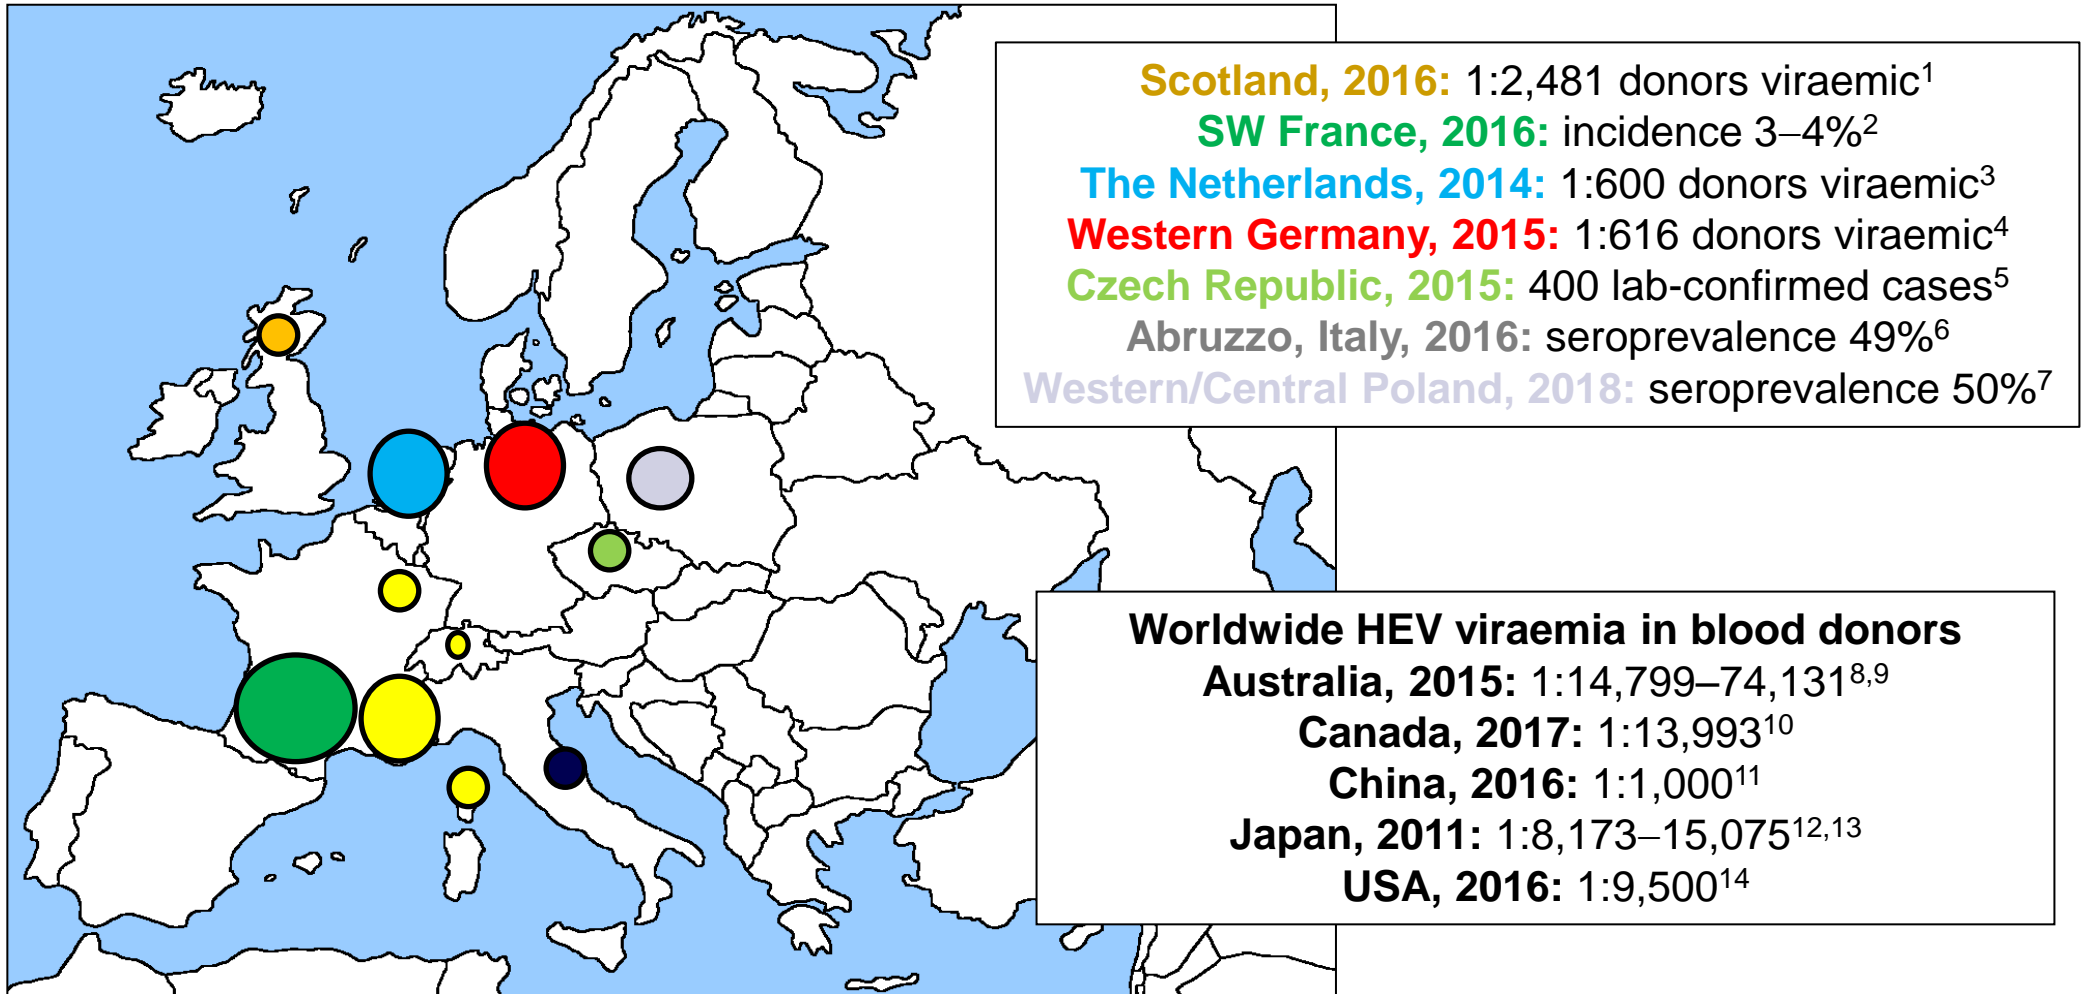 Scotland, 2016: 1:2,481 donors viraemic¹
SW France, 2016: incidence 3–4%²
The Netherlands, 2014: 1:600 donors viraemic³
Western Germany, 2015: 1:616 donors viraemic⁴
Czech Republic, 2015: 400 lab-confirmed cases⁵
Abruzzo, Italy, 2016: seroprevalence 49%⁶
Western/Central Poland, 2018: seroprevalence 50%⁷
Worldwide HEV viraemia in blood donors
Australia, 2015: 1:14,799–74,131⁸,⁹
Canada, 2017: 1:13,993¹⁰
China, 2016: 1:1,000¹¹
Japan, 2011: 1:8,173–15,075¹²,¹³
USA, 2016: 1:9,500¹⁴